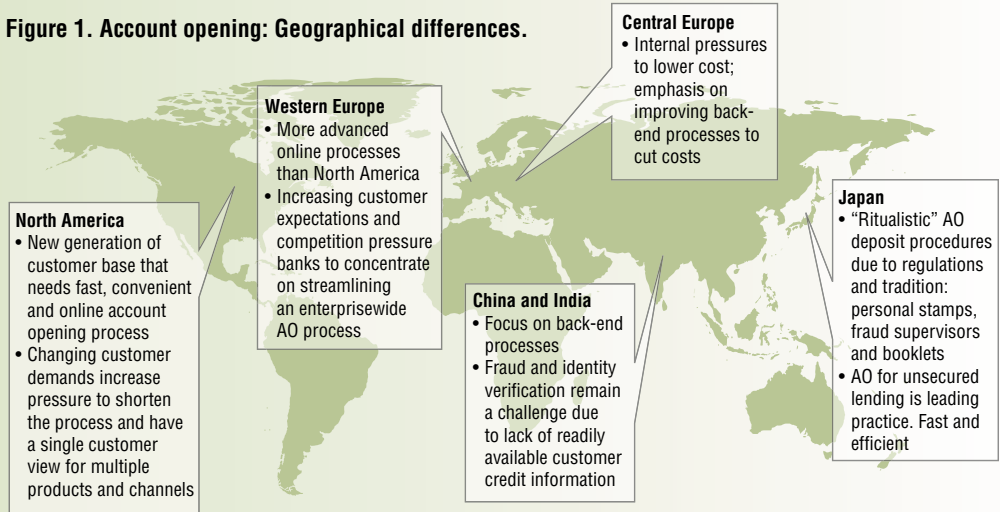 Figure 1. Account opening: Geographical differences.
North America
• New generation of
customer base that
needs fast, convenient
and online account
opening process
• Changing customer
demands increase
pressure to shorten
the process and have
a single customer
view for multiple
products and channels
Western Europe
• More advanced
online processes
than North America
• Increasing customer
expectations and
competition pressure
banks to concentrate
on streamlining
an enterprisewide
AO process
Central Europe
• Internal pressures
to lower cost;
emphasis on
improving back-
end processes to
cut costs
China and India
• Focus on back-end
processes
• Fraud and identity
verification remain
a challenge due
to lack of readily
available customer
credit information
Japan
• “Ritualistic” AO
deposit procedures
due to regulations
and tradition:
personal stamps,
fraud supervisors
and booklets
• AO for unsecured
lending is leading
practice. Fast and
efficient